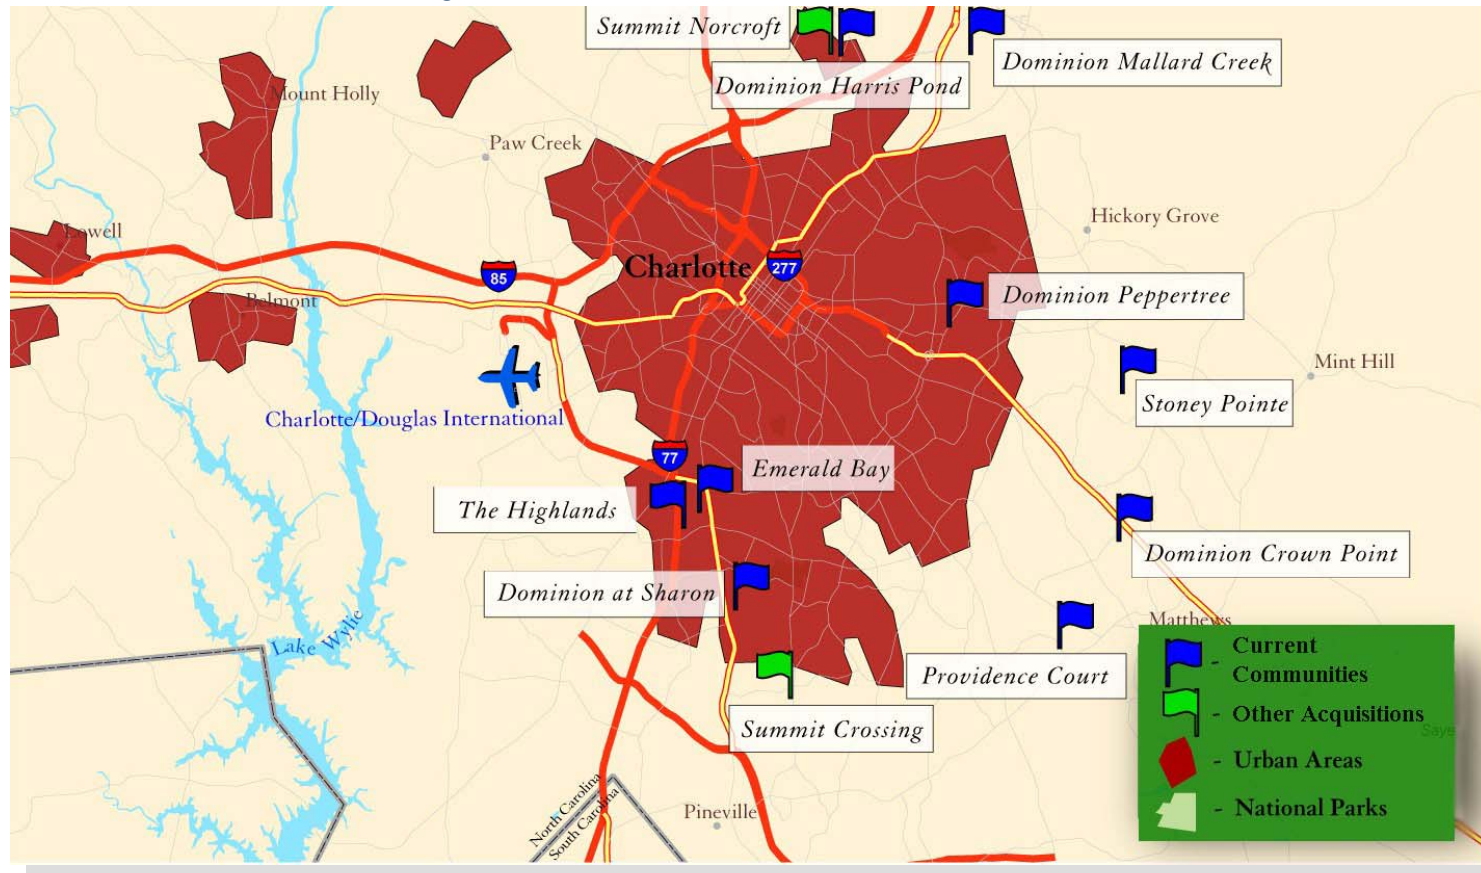 Summit Norcroft
Dominion Mallard Creek
Dominion Harris Pond
Mount Holly
Paw Creek
Hickory Grove
Lowell
Charlotte
277
85
Belmont
Dominion Peppertree
Mint Hill
Stoney Pointe
Charlotte/Douglas International
77
Emerald Bay
The Highlands
Dominion Crown Point
Dominion at Sharon
Matthews
Lake Wylie
Providence Court
Summit Crossing
North Carolina
South Carolina
Pineville
- Current
Communities
- Other Acquisitions
Saye
- Urban Areas
- National Parks